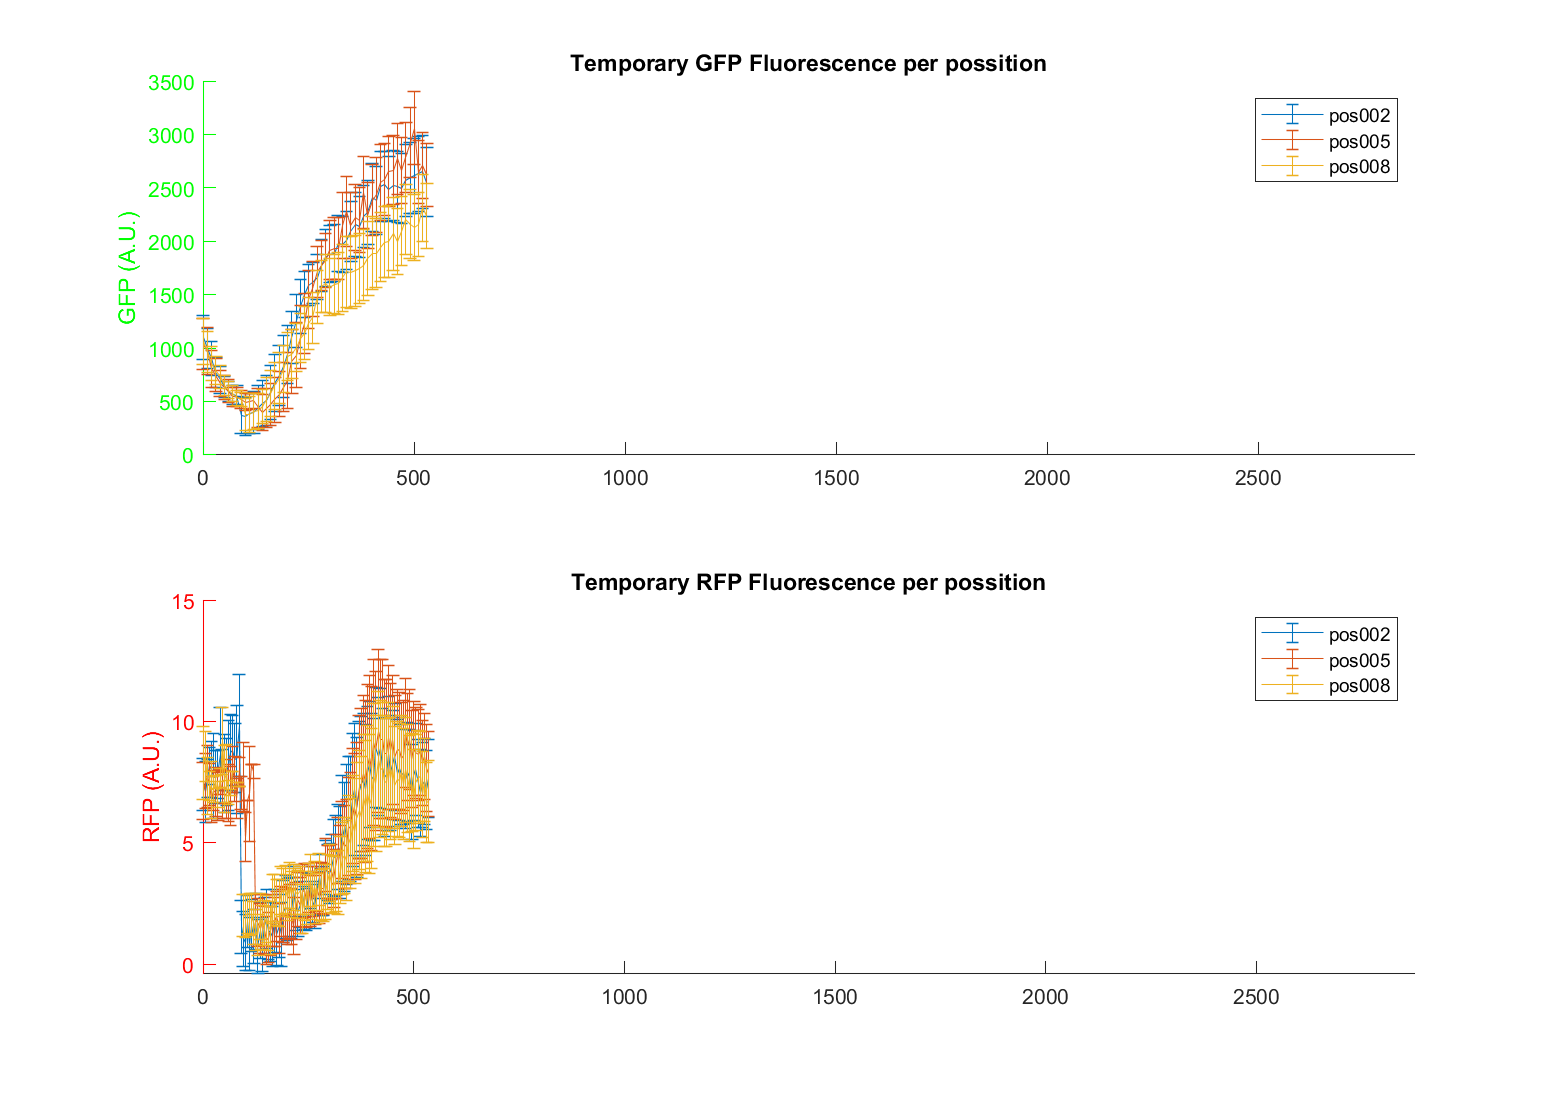 Temporary GFP Fluorescence per possition
3500
3000
2500
2000
1500
1000
500
0
GFP (A.U.)
pos002
pos005
pos008
0 500 1000 1500 2000 2500
Temporary RFP Fluorescence per possition
15
10
5
0
RFP (A.U.)
pos002
pos005
pos008
0 500 1000 1500 2000 2500